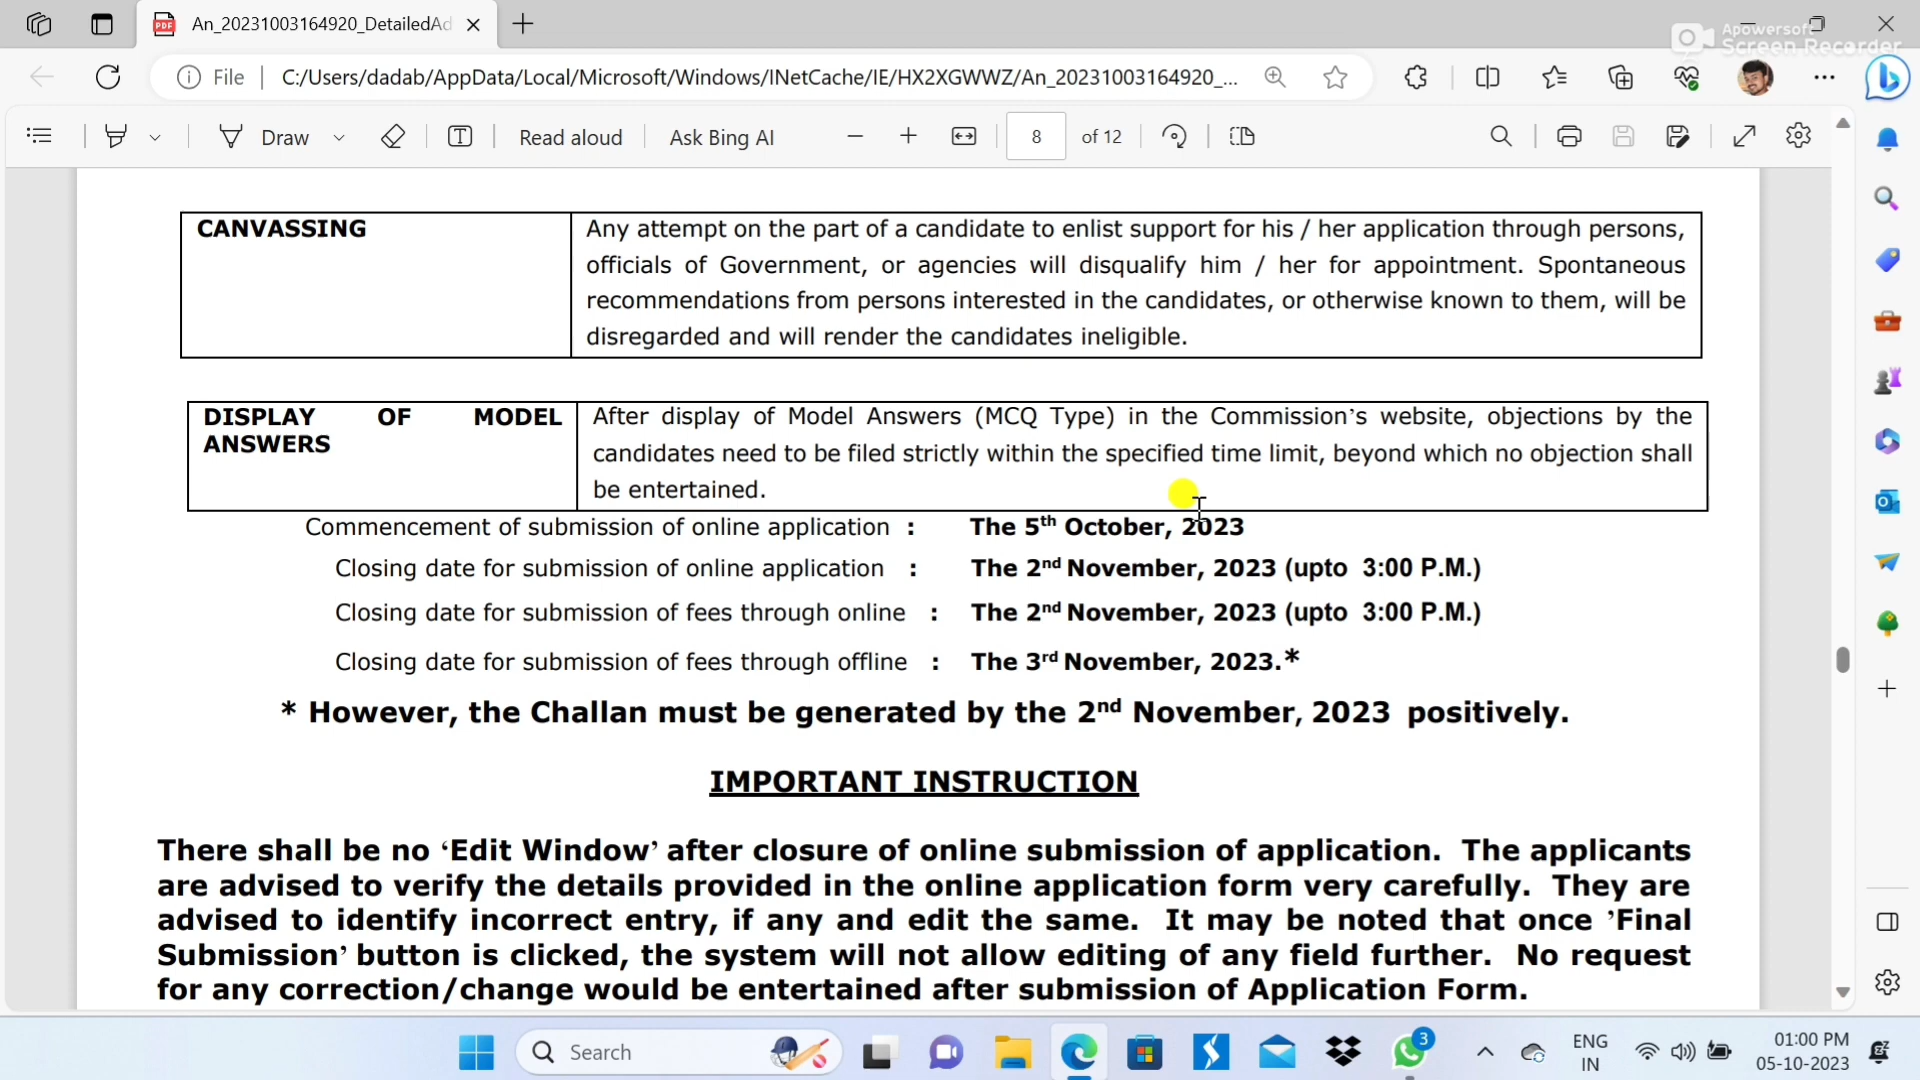 An_20231003164920_DetailedAd
Apowersoft
Screen Recorder
File
C:/Users/dadab/AppData/Local/Microsoft/Windows/INetCache/IE/HX2XGWWZ/An_20231003164920_...
Draw
Read aloud
Ask Bing AI
8
of 12
CANVASSING
Any attempt on the part of a candidate to enlist support for his / her application through persons,
officials of Government, or agencies will disqualify him / her for appointment. Spontaneous
recommendations from persons interested in the candidates, or otherwise known to them, will be
disregarded and will render the candidates ineligible.
DISPLAY OF MODEL
ANSWERS
After display of Model Answers (MCQ Type) in the Commission's website, objections by the
candidates need to be filed strictly within the specified time limit, beyond which no objection shall
be entertained.
Commencement of submission of online application : The 5th October, 2023
Closing date for submission of online application : The 2nd November, 2023 (upto 3:00 P.M.)
Closing date for submission of fees through online : The 2nd November, 2023 (upto 3:00 P.M.)
Closing date for submission of fees through offline : The 3rd November, 2023.*
* However, the Challan must be generated by the 2nd November, 2023 positively.
IMPORTANT INSTRUCTION
There shall be no ‘Edit Window’ after closure of online submission of application. The applicants
are advised to verify the details provided in the online application form very carefully. They are
advised to identify incorrect entry, if any and edit the same. It may be noted that once ’Final
Submission’ button is clicked, the system will not allow editing of any field further. No request
for any correction/change would be entertained after submission of Application Form.
Search
3
ENG
IN
01:00 PM
05-10-2023